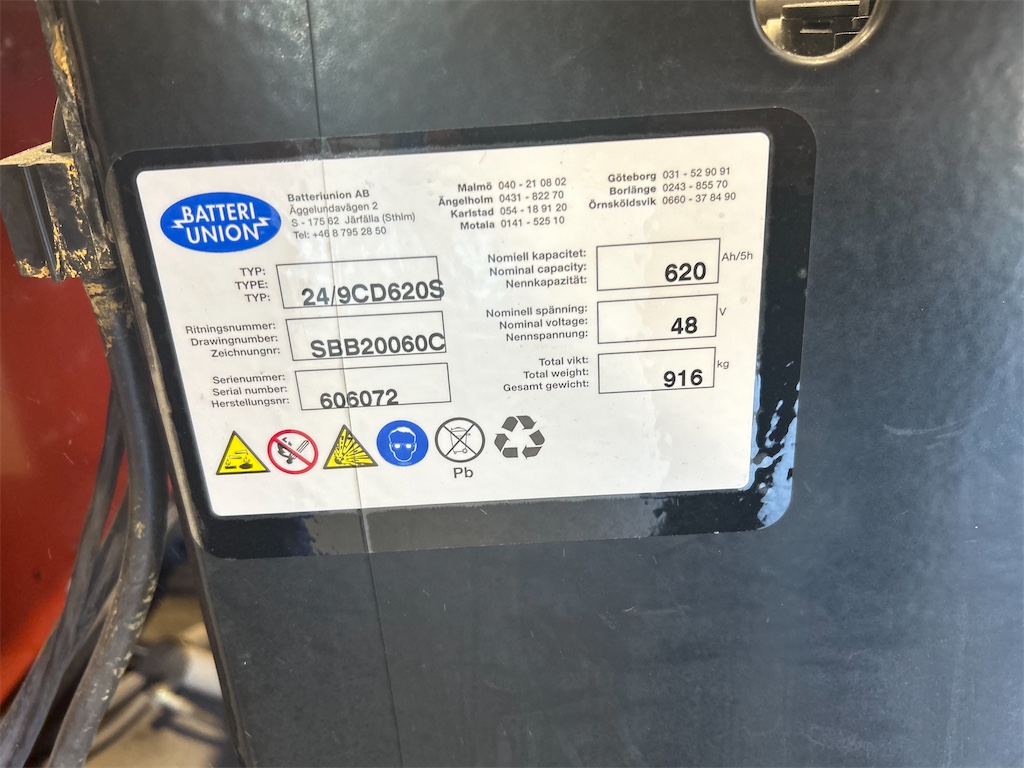 BATTERI
UNION
Batteriunion AB
Äggelundavägen 2
S - 175 62 Järfälla (Sthlm)
Tel: +46 8 795 28 50
Malmö 040 - 21 08 02
Ängelholm 0431 - 822 70
Karlstad 054 - 18 91 20
Motala 0141 - 525 10
Göteborg 031 - 52 90 91
Borlänge 0243 - 855 70
Örnsköldsvik 0660 - 37 84 90
TYP:
TYPE:
TYP:
24/9CD620S
Ritningsnummer:
Drawingnumber:
Zeichnungnr:
SBB20060C
Serienummer:
Serial number:
Herstellungsnr:
606072
Nomiell kapacitet:
Nominal capacity:
Nennkapazität:
620 Ah/5h
Nominell spänning:
Nominal voltage:
Nennspannung:
48 V
Total vikt:
Total weight:
Gesamt gewicht:
916 kg
Pb